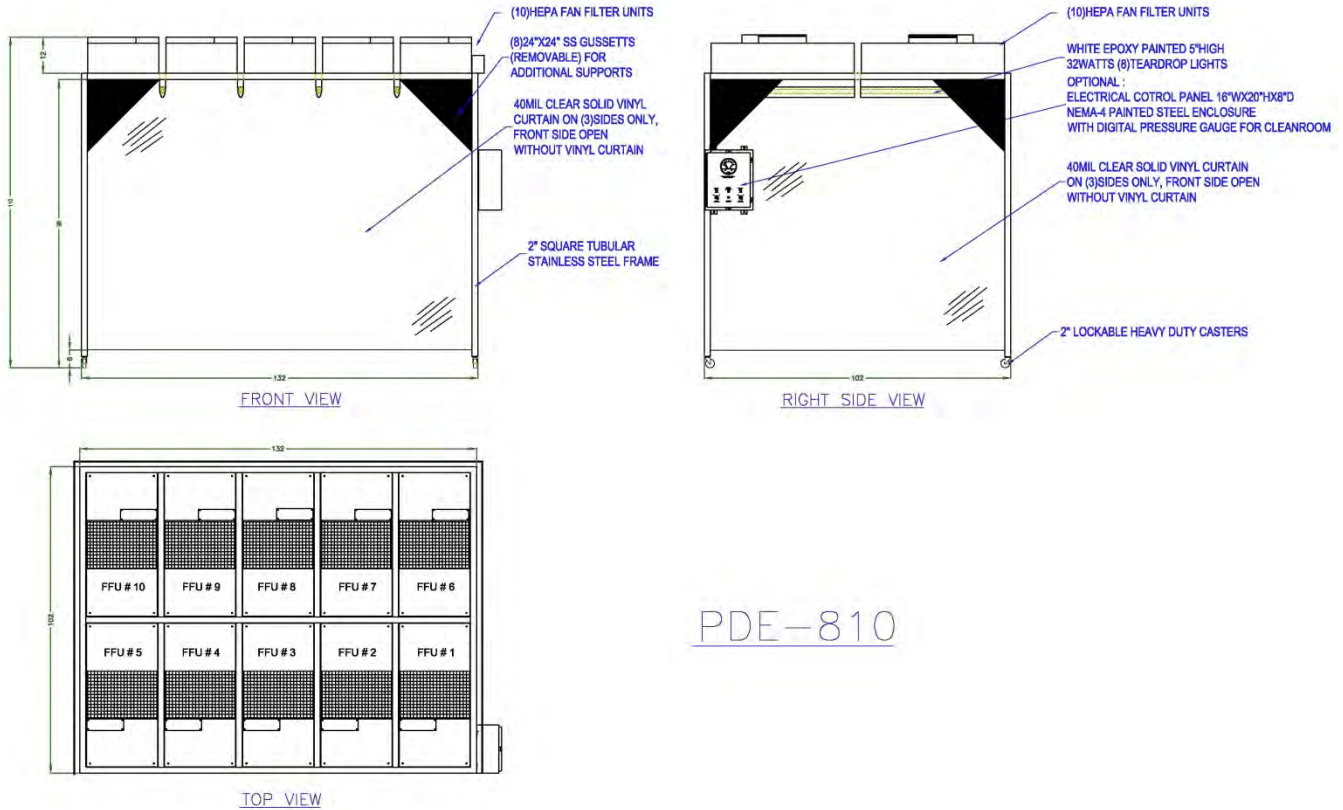 (10)HEPA FAN FILTER UNITS
(8)24"X24" SS GUSSETTS
(REMOVABLE) FOR
ADDITIONAL SUPPORTS
40MIL CLEAR SOLID VINYL
CURTAIN ON (3)SIDES ONLY,
FRONT SIDE OPEN
WITHOUT VINYL CURTAIN
2" SQUARE TUBULAR
STAINLESS STEEL FRAME
12
6
132
FRONT VIEW
(10)HEPA FAN FILTER UNITS
WHITE EPOXY PAINTED 5"HIGH
32WATTS (8)TEARDROP LIGHTS
OPTIONAL :
ELECTRICAL COTROL PANEL 16"WX20"HX8"D
NEMA-4 PAINTED STEEL ENCLOSURE
WITH DIGITAL PRESSURE GAUGE FOR CLEANROOM
40MIL CLEAR SOLID VINYL CURTAIN
ON (3)SIDES ONLY, FRONT SIDE OPEN
WITHOUT VINYL CURTAIN
2" LOCKABLE HEAVY DUTY CASTERS
102
RIGHT SIDE VIEW
132
102
FFU # 10
FFU # 9
FFU # 8
FFU # 7
FFU # 6
FFU # 5
FFU # 4
FFU # 3
FFU # 2
FFU # 1
TOP VIEW
PDE-810